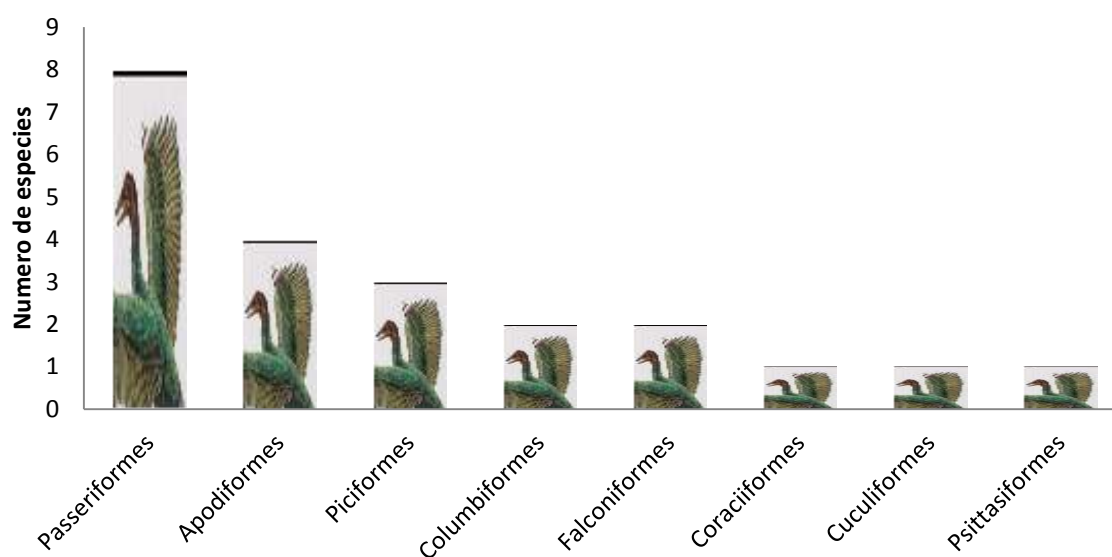 9
8
7
6
5
4
3
2
1
0
Numero de especies
Passeriformes
Apodiformes
Piciformes
Columbiformes
Falconiformes
Coraciiformes
Cuculiformes
Psittasiformes